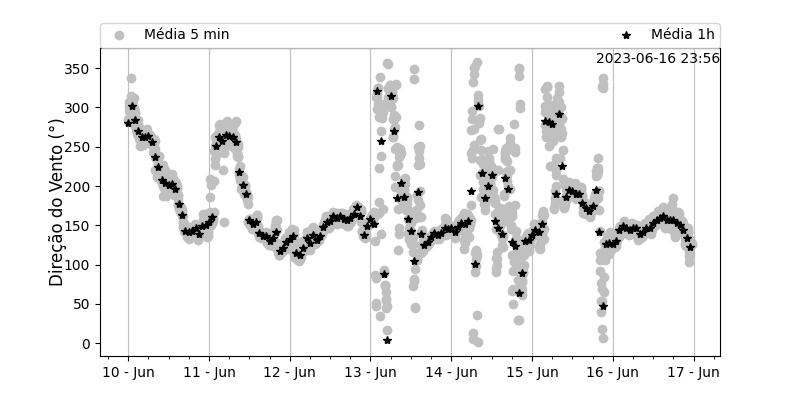 Média 5 min
Média 1h
2023-06-16 23:56
Direção do Vento (°)
350
300
250
200
150
100
50
0
10 - Jun
11 - Jun
12 - Jun
13 - Jun
14 - Jun
15 - Jun
16 - Jun
17 - Jun